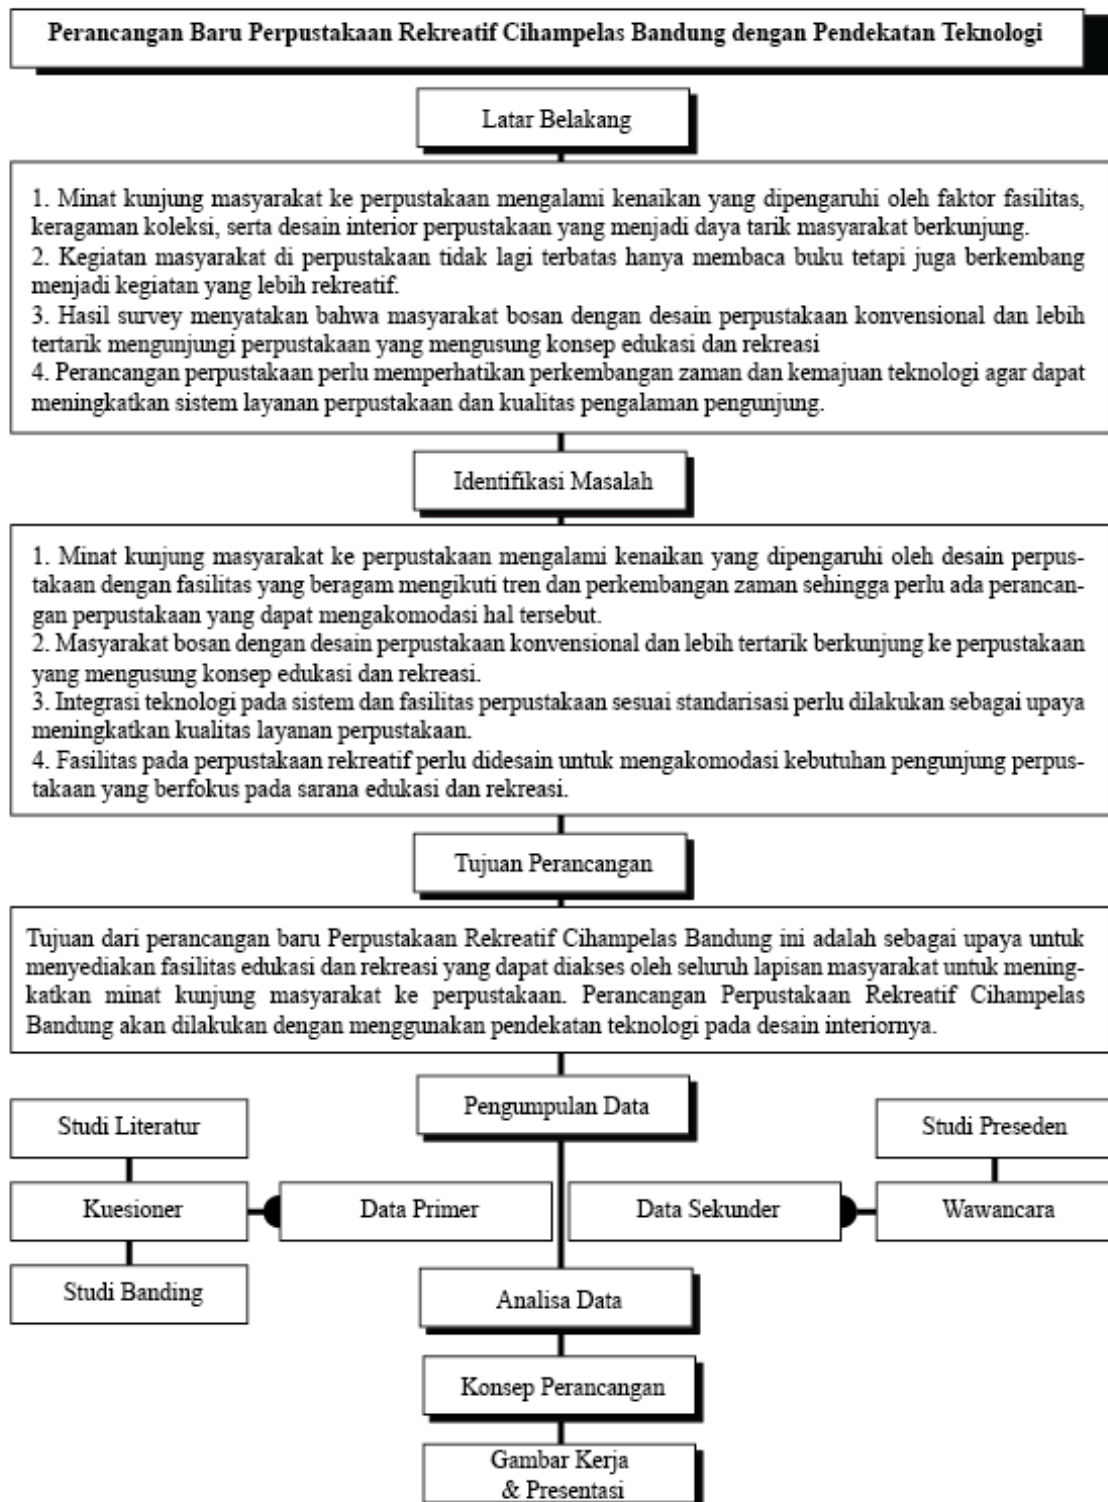 Perancangan Baru Perpustakaan Rekreatif Cihampelas Bandung dengan Pendekatan Teknologi
Latar Belakang
1. Minat kunjung masyarakat ke perpustakaan mengalami kenaikan yang dipengaruhi oleh faktor fasilitas,
keragaman koleksi, serta desain interior perpustakaan yang menjadi daya tarik masyarakat berkunjung.
2. Kegiatan masyarakat di perpustakaan tidak lagi terbatas hanya membaca buku tetapi juga berkembang
menjadi kegiatan yang lebih rekreatif.
3. Hasil survey menyatakan bahwa masyarakat bosan dengan desain perpustakaan konvensional dan lebih
tertarik mengunjungi perpustakaan yang mengusung konsep edukasi dan rekreasi
4. Perancangan perpustakaan perlu memperhatikan perkembangan zaman dan kemajuan teknologi agar dapat
meningkatkan sistem layanan perpustakaan dan kualitas pengalaman pengunjung.
Identifikasi Masalah
1. Minat kunjung masyarakat ke perpustakaan mengalami kenaikan yang dipengaruhi oleh desain perpus-
takaan dengan fasilitas yang beragam mengikuti tren dan perkembangan zaman sehingga perlu ada perancan-
gan perpustakaan yang dapat mengakomodasi hal tersebut.
2. Masyarakat bosan dengan desain perpustakaan konvensional dan lebih tertarik berkunjung ke perpustakaan
yang mengusung konsep edukasi dan rekreasi.
3. Integrasi teknologi pada sistem dan fasilitas perpustakaan sesuai standarisasi perlu dilakukan sebagai upaya
meningkatkan kualitas layanan perpustakaan.
4. Fasilitas pada perpustakaan rekreatif perlu didesain untuk mengakomodasi kebutuhan pengunjung perpus-
takaan yang berfokus pada sarana edukasi dan rekreasi.
Tujuan Perancangan
Tujuan dari perancangan baru Perpustakaan Rekreatif Cihampelas Bandung ini adalah sebagai upaya untuk
menyediakan fasilitas edukasi dan rekreasi yang dapat diakses oleh seluruh lapisan masyarakat untuk mening-
katkan minat kunjung masyarakat ke perpustakaan. Perancangan Perpustakaan Rekreatif Cihampelas
Bandung akan dilakukan dengan menggunakan pendekatan teknologi pada desain interiornya.
Pengumpulan Data
Studi Literatur
Studi Preseden
Kuesioner
Data Primer
Data Sekunder
Wawancara
Studi Banding
Analisa Data
Konsep Perancangan
Gambar Kerja
& Presentasi